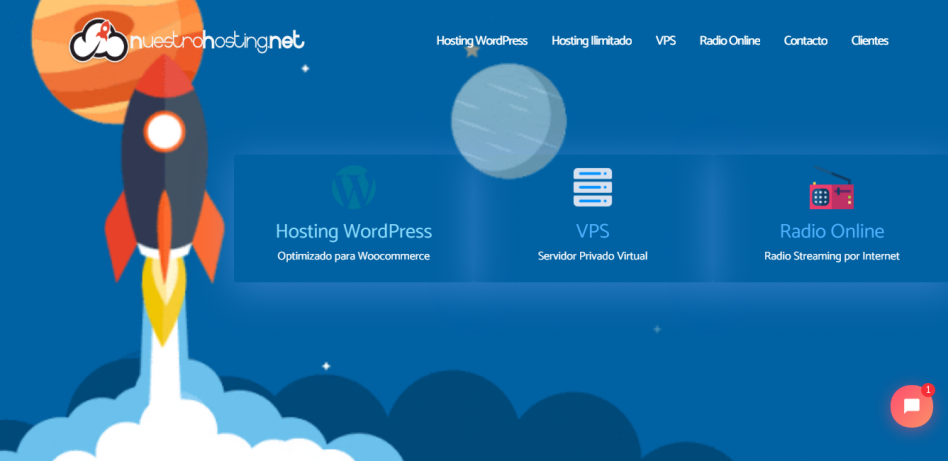 nuestrohosting.net
Hosting WordPress
Hosting Ilimitado
VPS
Radio Online
Contacto
Clientes
Hosting WordPress
Optimizado para Woocommerce
VPS
Servidor Privado Virtual
Radio Online
Radio Streaming por Internet
1